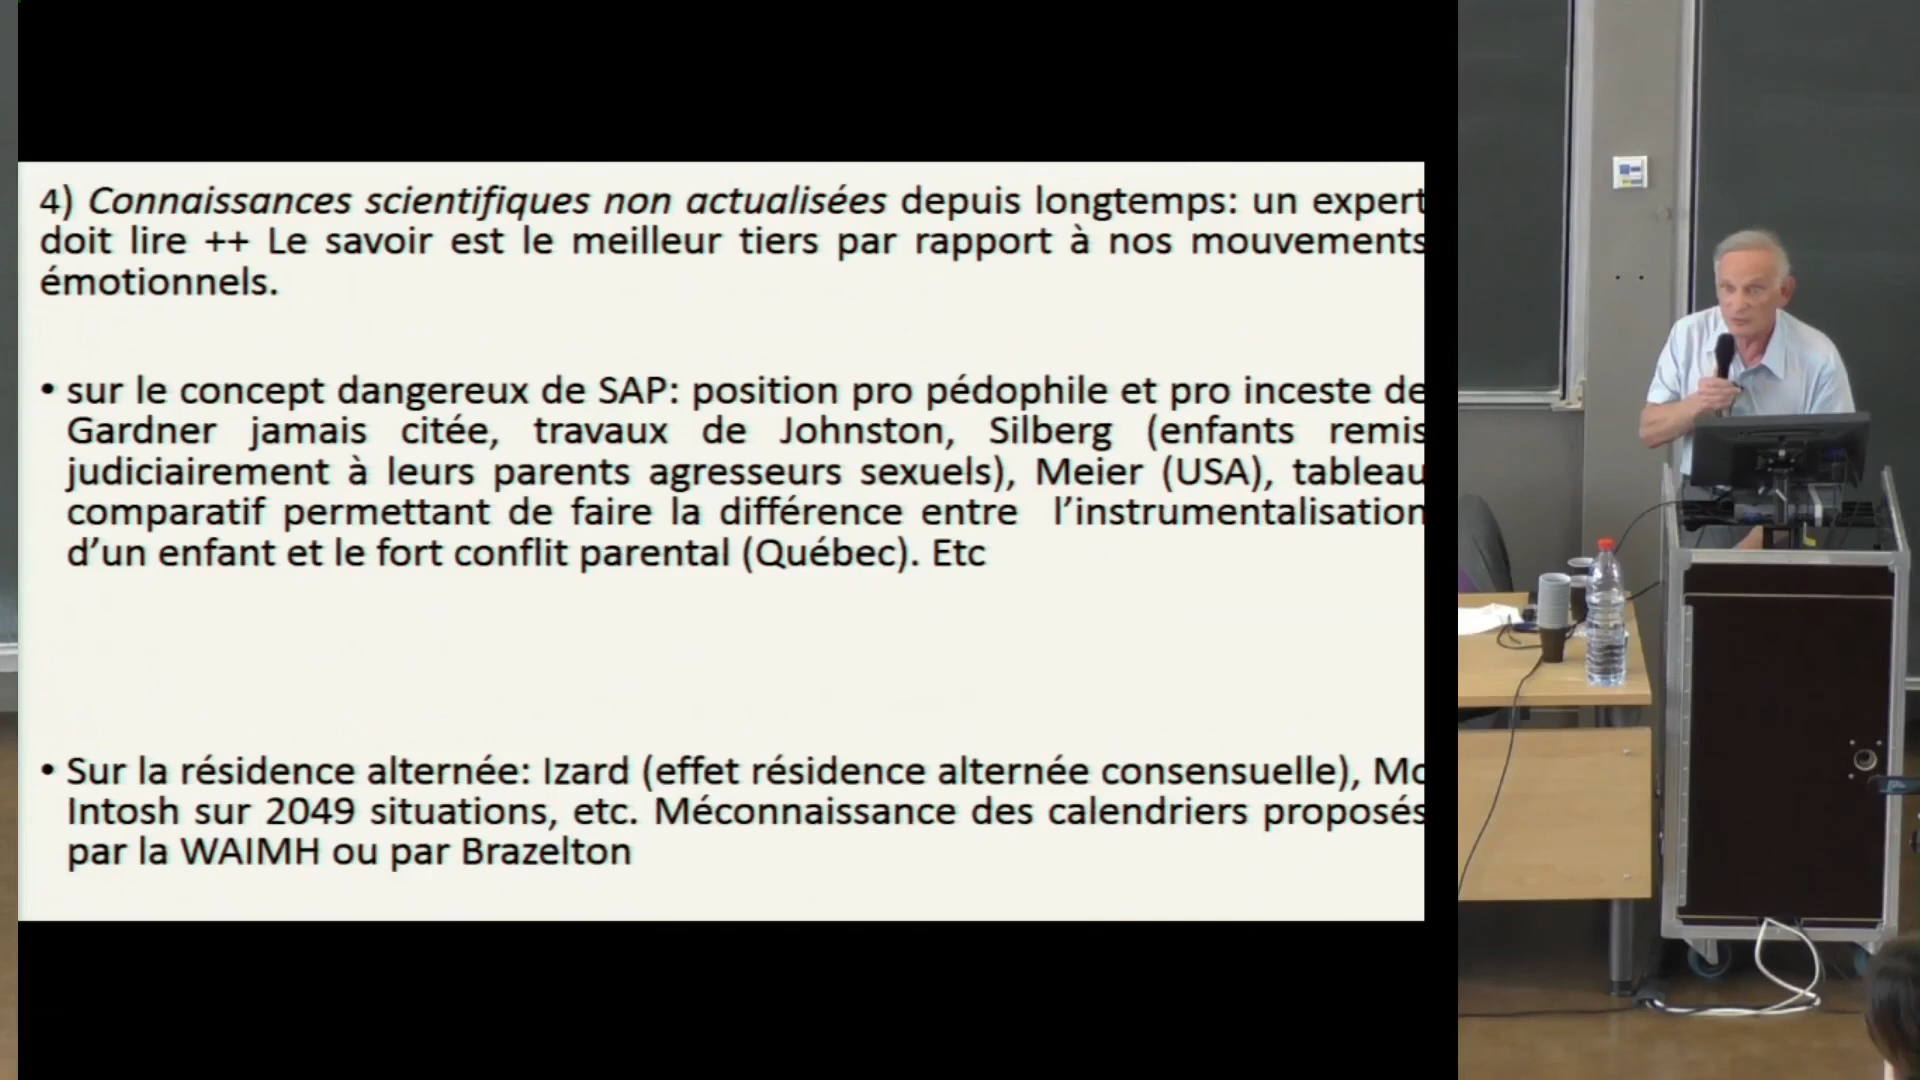 4) Connaissances scientifiques non actualisées depuis longtemps: un expert
doit lire ++ Le savoir est le meilleur tiers par rapport à nos mouvements
émotionnels.
• sur le concept dangereux de SAP: position pro pédophile et pro inceste de
Gardner jamais citée, travaux de Johnston, Silberg (enfants remis
judiciairement à leurs parents agresseurs sexuels), Meier (USA), tableau
comparatif permettant de faire la différence entre l’instrumentalisation
d’un enfant et le fort conflit parental (Québec). Etc
• Sur la résidence alternée: Izard (effet résidence alternée consensuelle), Mc
Intosh sur 2049 situations, etc. Méconnaissance des calendriers proposés
par la WAIMH ou par Brazelton